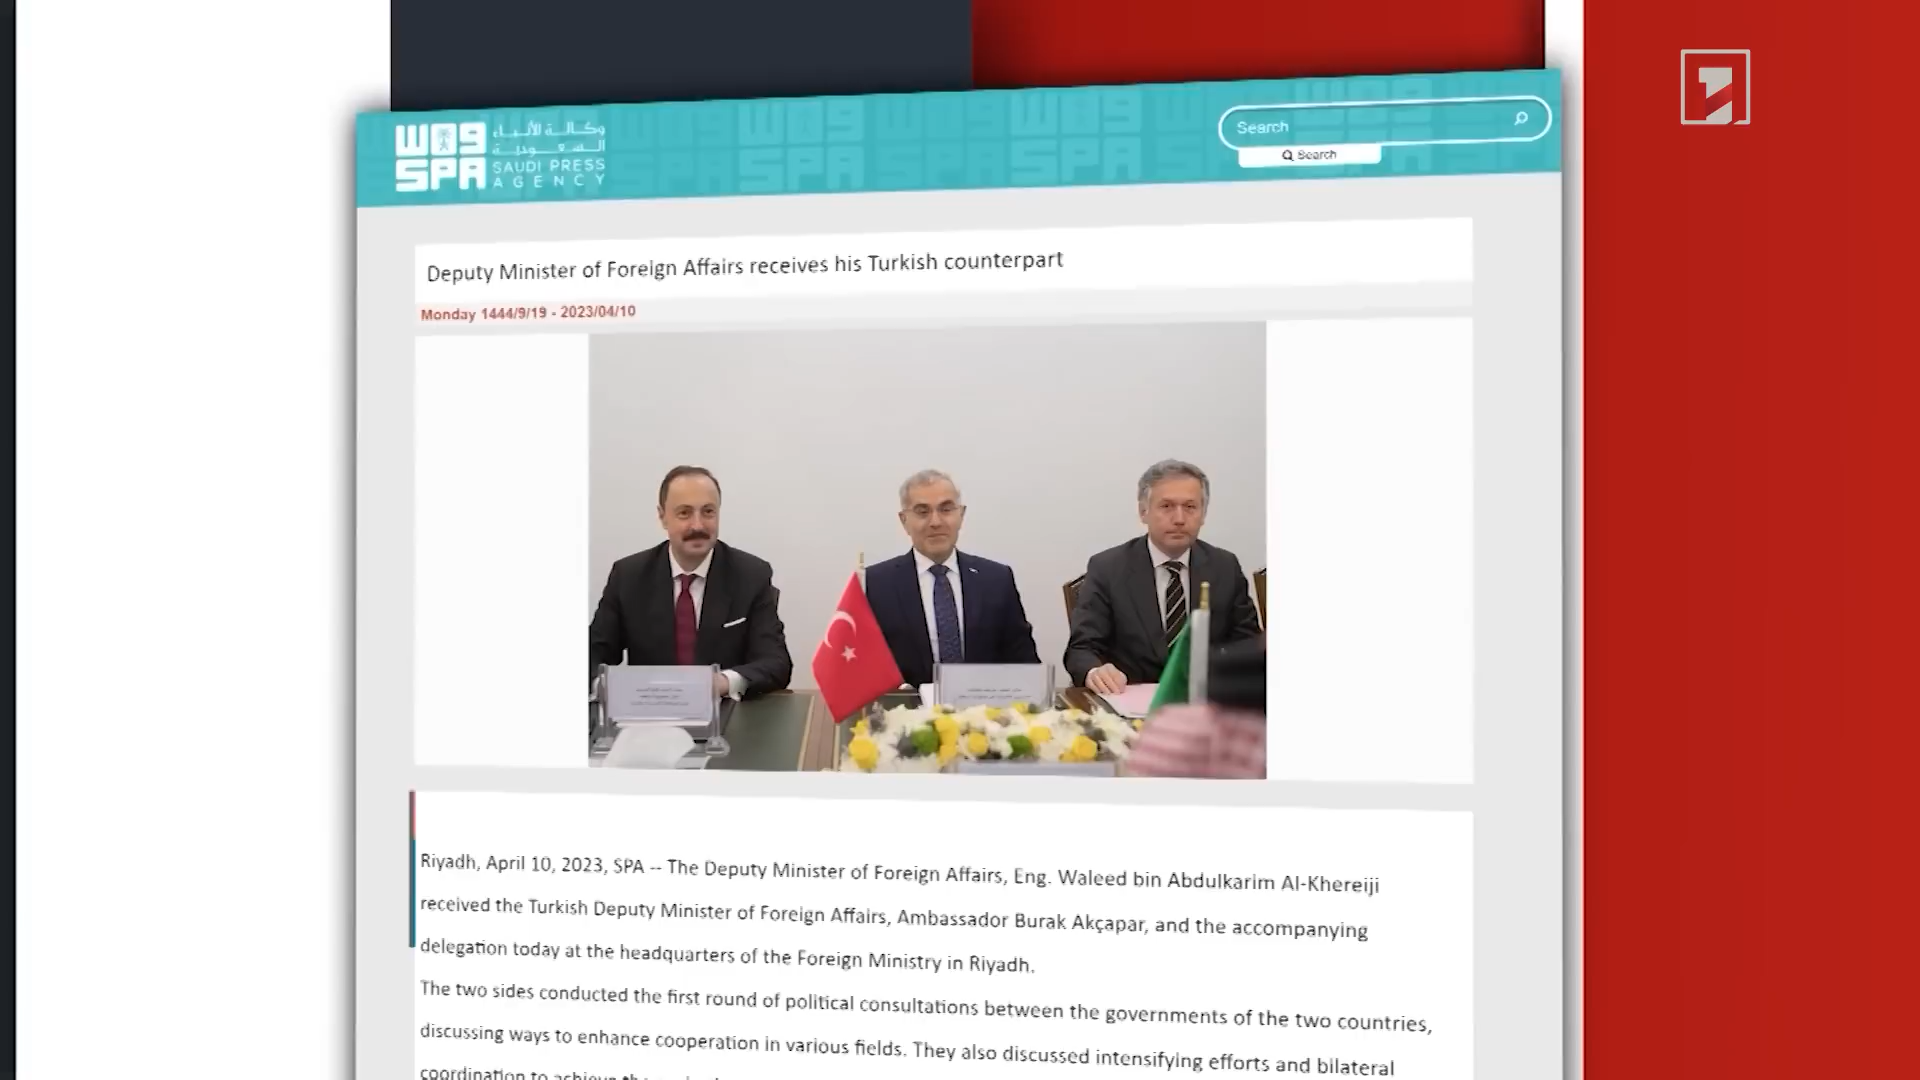 وكالة الأنباء
السعودية
SPA
SAUDI PRESS
AGENCY
Search
Search
Deputy Minister of Foreign Affairs receives his Turkish counterpart
Monday 1444/9/19 - 2023/04/10
Riyadh, April 10, 2023, SPA -- The Deputy Minister of Foreign Affairs, Eng. Waleed bin Abdulkarim Al-Khereiji
received the Turkish Deputy Minister of Foreign Affairs, Ambassador Burak Akçapar, and the accompanying
delegation today at the headquarters of the Foreign Ministry in Riyadh.
The two sides conducted the first round of political consultations between the governments of the two countries,
discussing ways to enhance cooperation in various fields. They also discussed intensifying efforts and bilateral
coordination to achieve